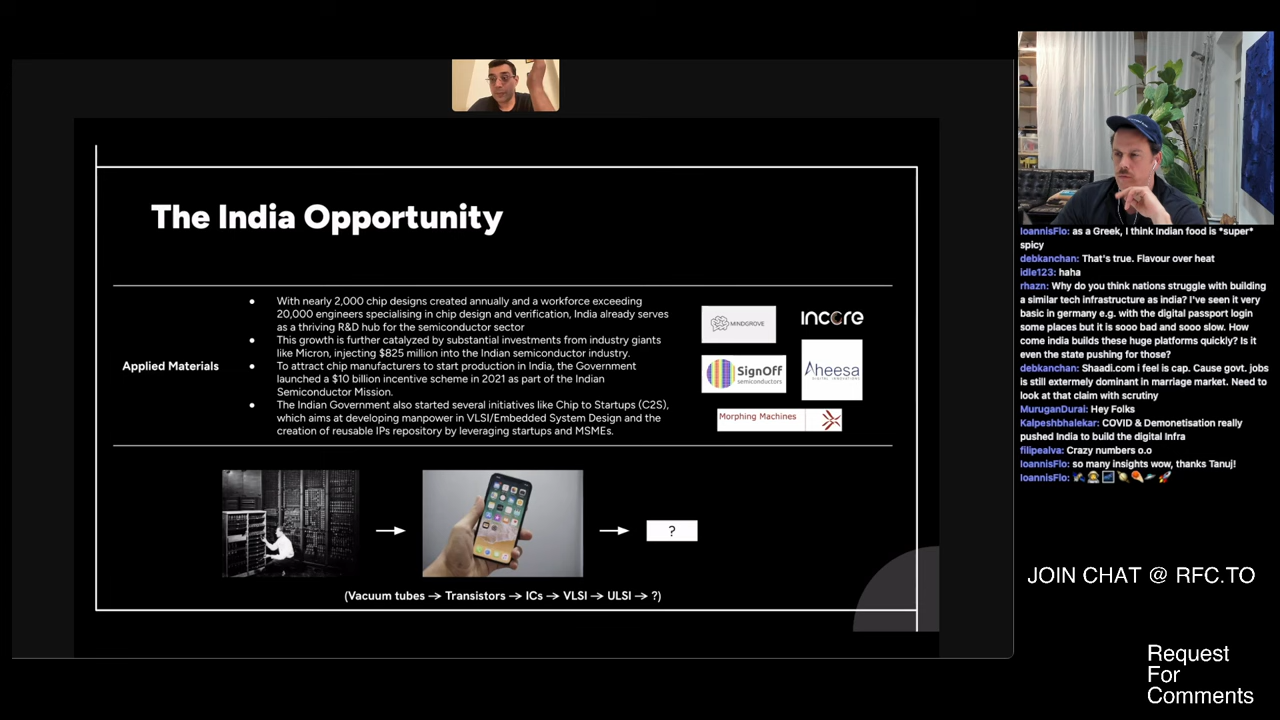 The India Opportunity
Applied Materials
● With nearly 2,000 chip designs created annually and a workforce exceeding
20,000 engineers specialising in chip design and verification, India already serves
as a thriving R&D hub for the semiconductor sector
● This growth is further catalyzed by substantial investments from industry giants
like Micron, injecting $825 million into the Indian semiconductor industry.
● To attract chip manufacturers to start production in India, the Government
launched a $10 billion incentive scheme in 2021 as part of the Indian
Semiconductor Mission.
● The Indian Government also started several initiatives like Chip to Startups (C2S),
which aims at developing manpower in VLSI/Embedded System Design and the
creation of reusable IPs repository by leveraging startups and MSMEs.
MINDGROVE
incore
SignOff
semiconductors
Aheesa
DIGITAL INNOVATIONS
Morphing Machines
?
(Vacuum tubes → Transistors → ICs → VLSI → ULSI → ?)
IoannisFlo: as a Greek, I think Indian food is *super*
spicy
debkanchan: That's true. Flavour over heat
idle123: haha
rhazn: Why do you think nations struggle with building
a similar tech infrastructure as india? I've seen it very
basic in germany e.g. with the digital passport login
some places but it is sooo bad and sooo slow. How
come india builds these huge platforms quickly? Is it
even the state pushing for those?
debkanchan: Shaadi.com i feel is cap. Cause govt. jobs
is still extermely dominant in marriage market. Need to
look at that claim with scrutiny
MuruganDurai: Hey Folks
Kalpeshbhalekar: COVID & Demonetisation really
pushed India to build the digital Infra
filipealva: Crazy numbers o.o
IoannisFlo: so many insights wow, thanks Tanuj!
IoannisFlo:
JOIN CHAT @ RFC.TO
Request
For
Comments